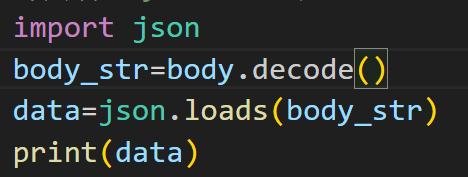 import json
body_str=body.decode()
data=json.loads(body_str)
print(data)